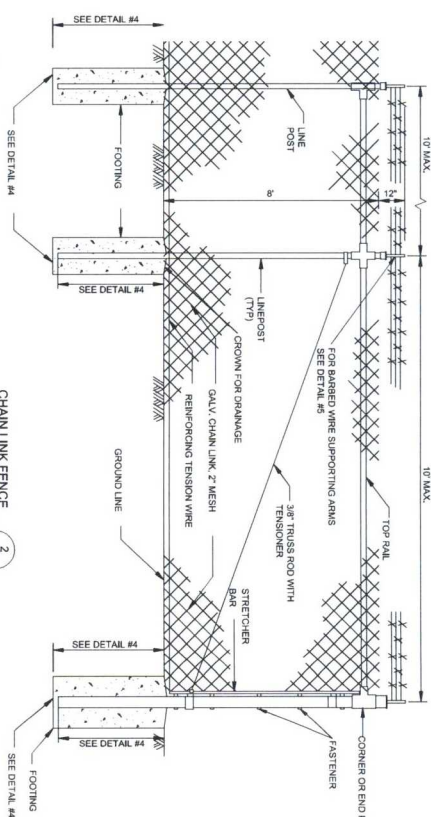 SEE DETAIL #4
SEE DETAIL #4
FOOTING
SEE DETAIL #4
LINE
POST
10' MAX.
8'
12"
LINEPOST
(TYP)
CROWN FOR DRAINAGE
GALV. CHAIN LINK, 2" MESH
REINFORCING TENSION WIRE
GROUND LINE
FOR BARBED WIRE SUPPORTING ARMS
SEE DETAIL #5
3/8" TRUSS ROD WITH
TENSIONER
TOP RAIL
10' MAX.
STRETCHER
BAR
FASTENER
CORNER OR END
SEE DETAIL #4
SEE DETAIL #4
FOOTING
SEE DETAIL #4
CHAIN LINK FENCE
2